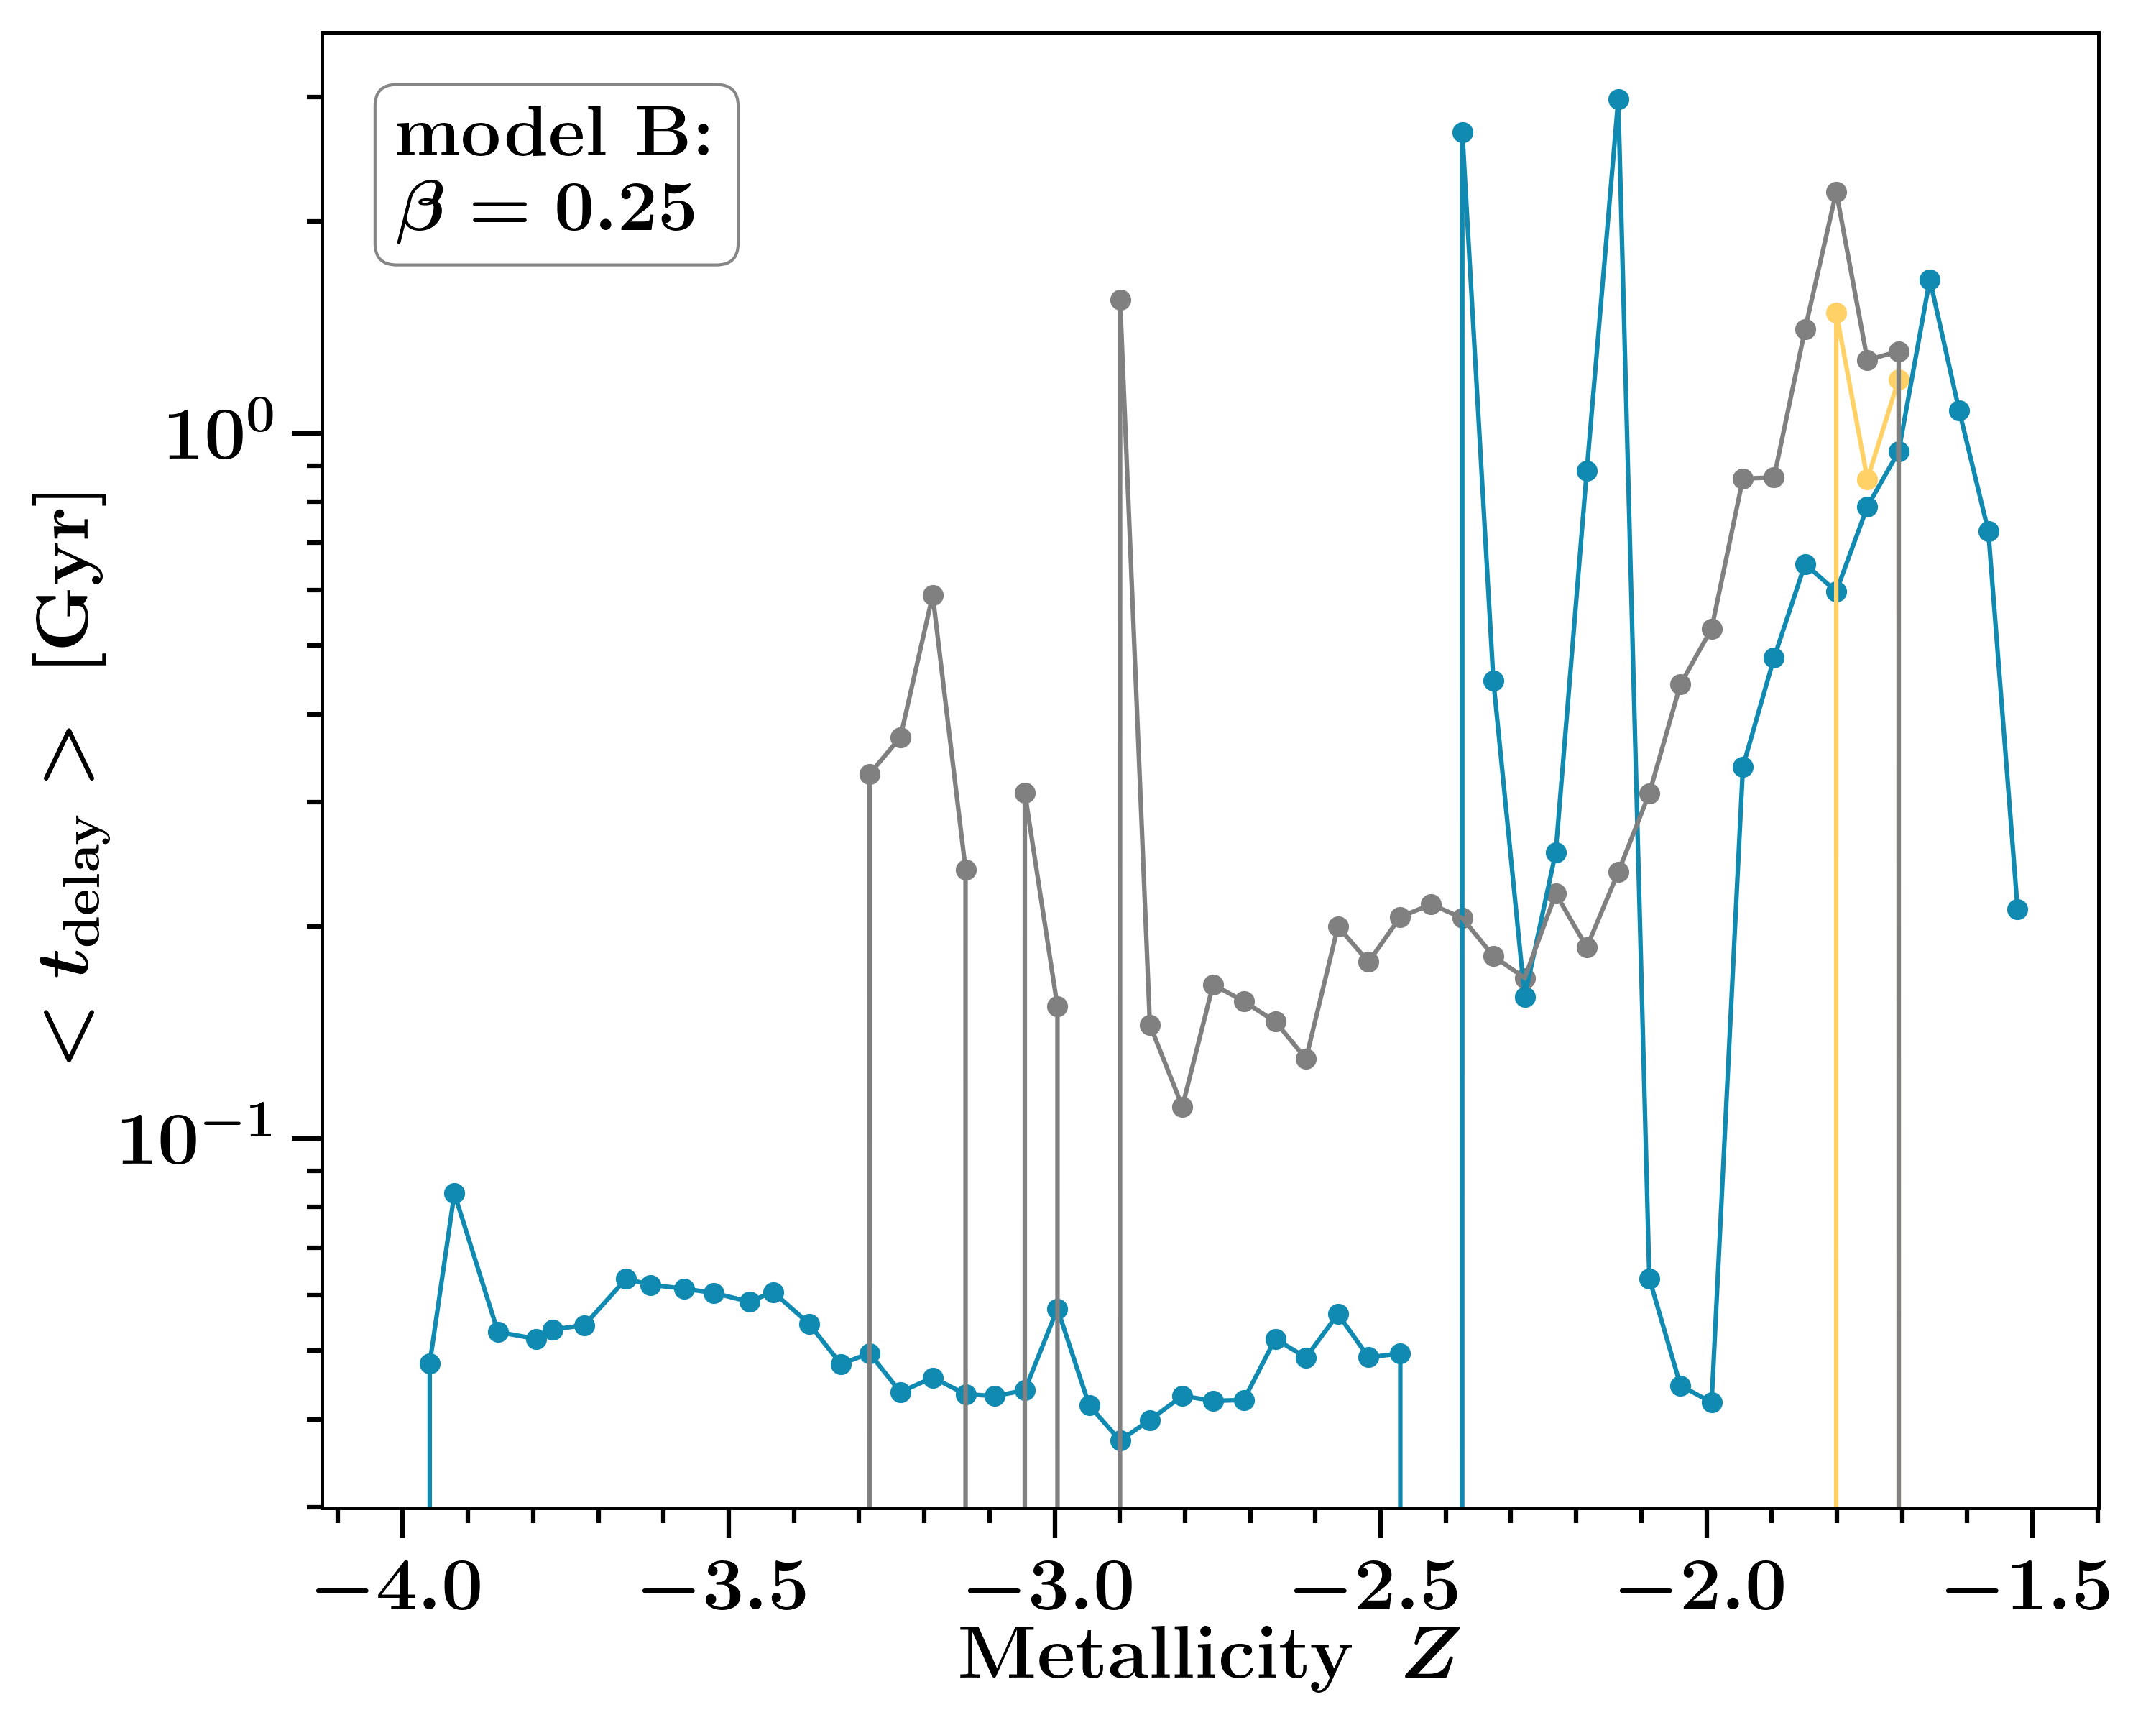 model B:
β = 0.25
< t_delay > [Gyr]
10⁰
10⁻¹
−4.0 −3.5 −3.0 −2.5 −2.0 −1.5
Metallicity Z